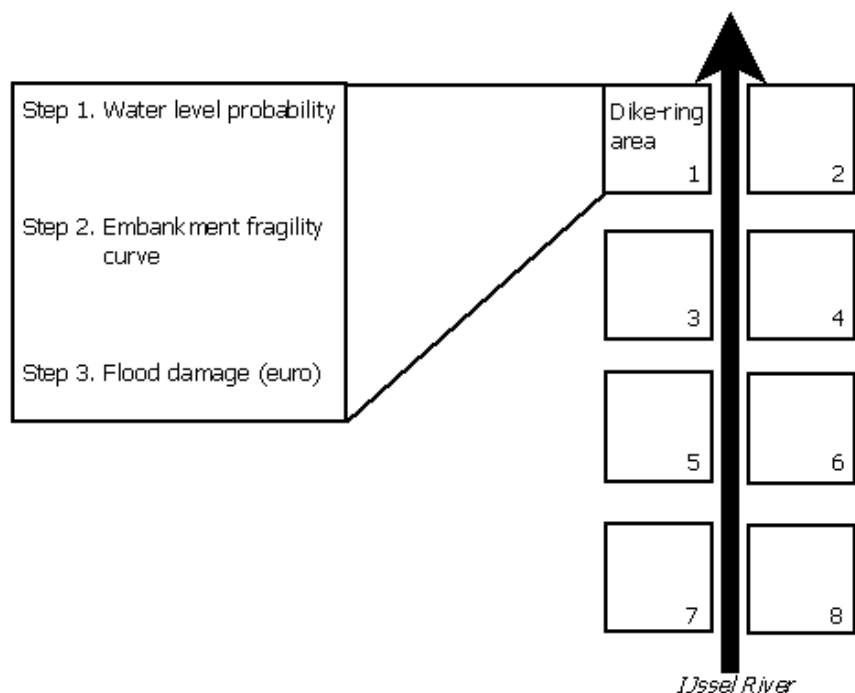 Step 1. Water level probability
Step 2. Embankment fragility
curve
Step 3. Flood damage (euro)
Dike-ring
area
1
2
3
4
5
6
7
8
IJssel River